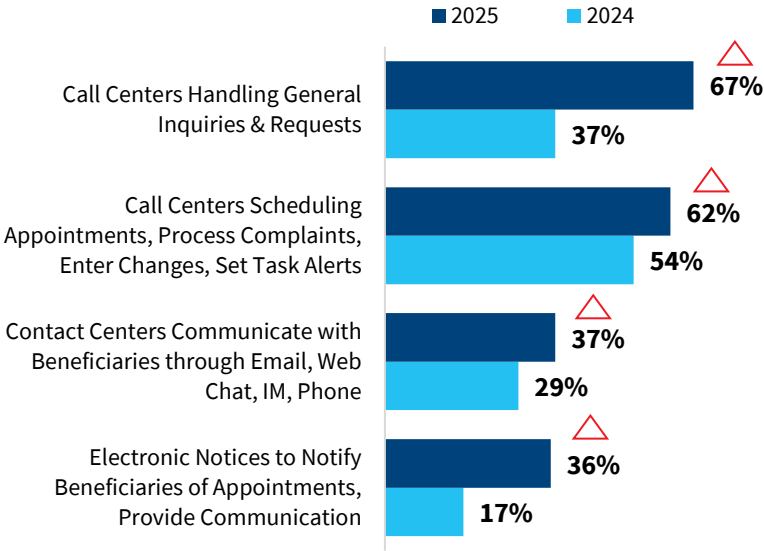 2025 2024
Call Centers Handling General
Inquiries & Requests
67%
37%
Call Centers Scheduling
Appointments, Process Complaints,
Enter Changes, Set Task Alerts
62%
54%
Contact Centers Communicate with
Beneficiaries through Email, Web
Chat, IM, Phone
37%
29%
Electronic Notices to Notify
Beneficiaries of Appointments,
Provide Communication
36%
17%